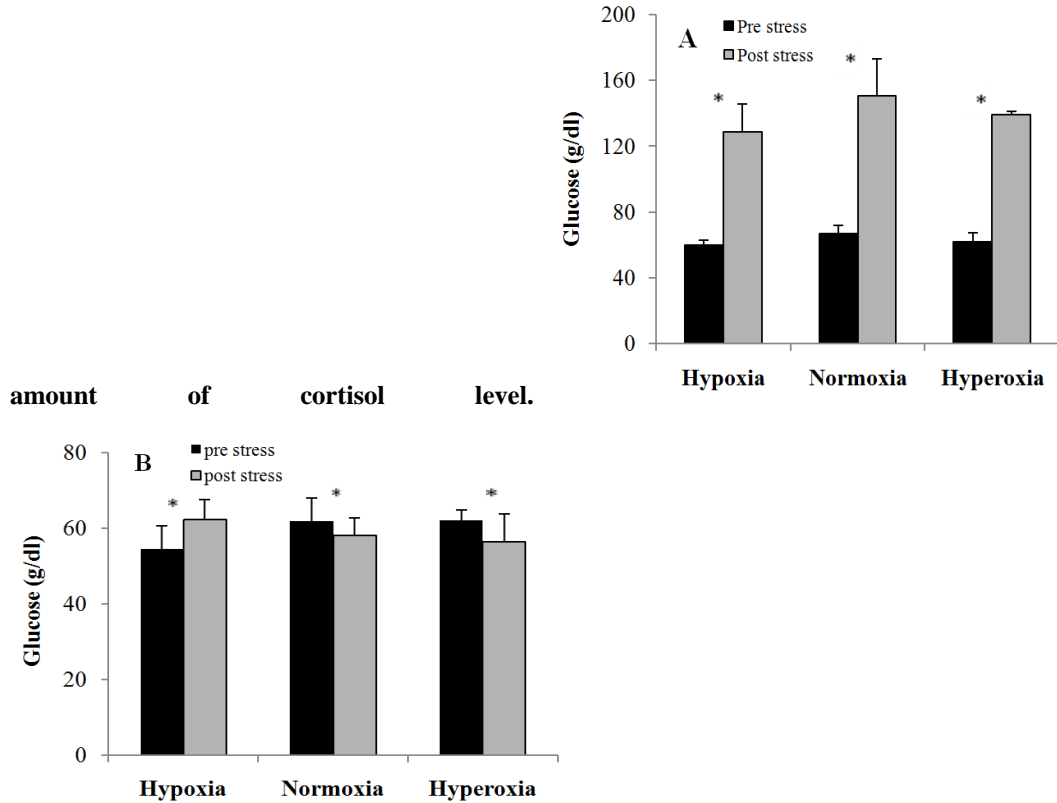 A
Pre stress
Post stress
200
160
120
80
40
0
Glucose (g/dl)
*
*
*
Hypoxia Normoxia Hyperoxia
amount of cortisol level.
B
pre stress
post stress
80
60
40
20
0
Glucose (g/dl)
*
*
*
Hypoxia Normoxia Hyperoxia